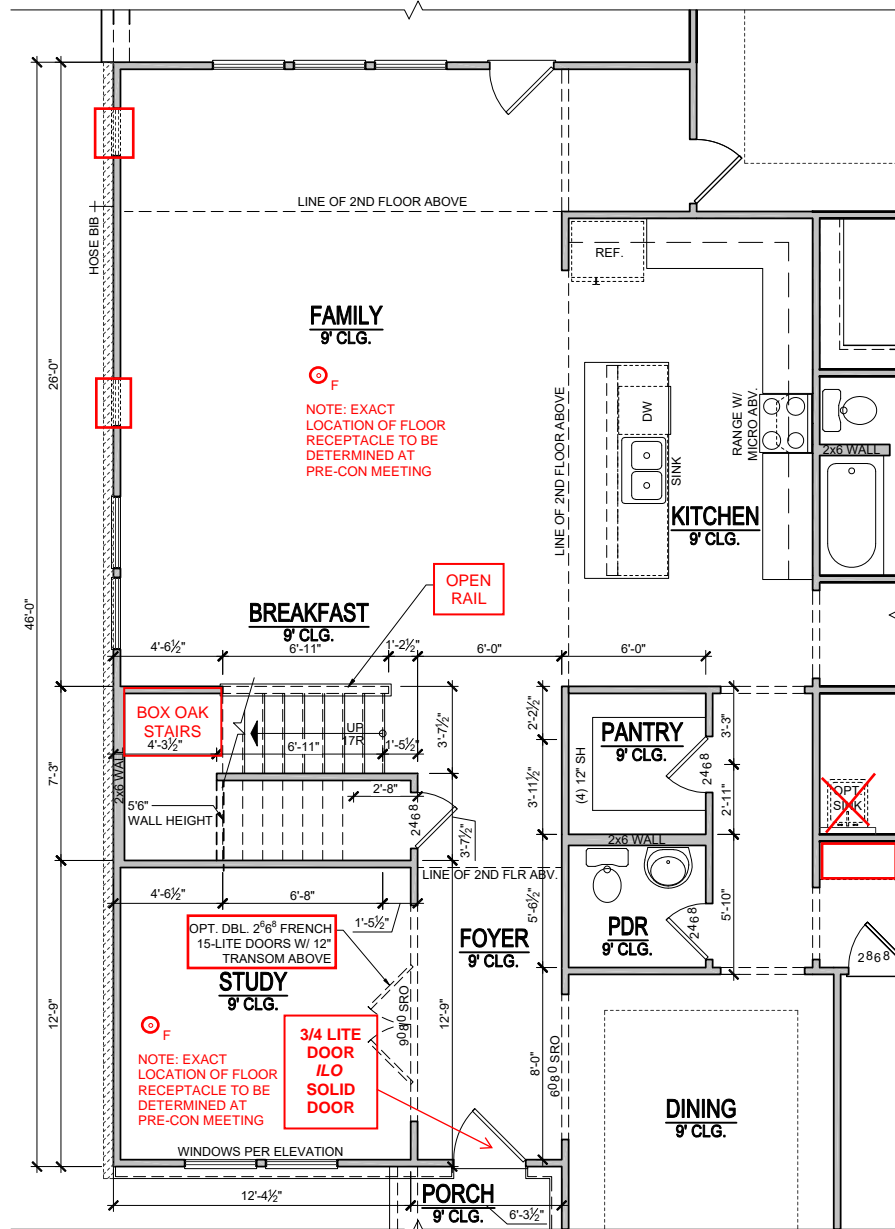 LINE OF 2ND FLOOR ABOVE
HOSE BIB
REF.
FAMILY
9' CLG.
26'-0"
F
NOTE: EXACT
LOCATION OF FLOOR
RECEPTACLE TO BE
DETERMINED AT
PRE-CON MEETING
LINE OF 2ND FLOOR ABOVE
DW
SINK
RANGE W/
MICRO ABV.
2x6 WALL
KITCHEN
9' CLG.
46'-0"
OPEN
RAIL
BREAKFAST
9' CLG.
4'-6½"
6'-11"
1'-2½"
6'-0"
6'-0"
BOX OAK
STAIRS
4'-3½"
UP
17R
6'-11"
1'-5½"
3'-7½"
2'-2½"
PANTRY
9' CLG.
3'-3"
(4) 12" SH
2468
3'-11½"
2'-11"
OPT.
SINK
7'-3"
2x6 WALL
5'6"
WALL HEIGHT
2'-8"
2468
3'-7½"
2x6 WALL
LINE OF 2ND FLR ABV.
4'-6½"
6'-8"
1'-5½"
5'-6½"
PDR
9' CLG.
2468
5'-10"
OPT. DBL. 2⁶6⁸ FRENCH
15-LITE DOORS W/ 12"
TRANSOM ABOVE
FOYER
9' CLG.
2868
STUDY
9' CLG.
9080 SRO
12'-9"
12'-9"
F
NOTE: EXACT
LOCATION OF FLOOR
RECEPTACLE TO BE
DETERMINED AT
PRE-CON MEETING
3/4 LITE
DOOR
ILO
SOLID
DOOR
8'-0"
6080 SRO
DINING
9' CLG.
WINDOWS PER ELEVATION
12'-4½"
PORCH
9' CLG.
6'-3½"